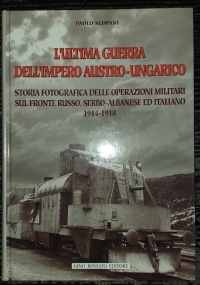 PAOLO SCOPANI
L'ULTIMA GUERRA
DELL'IMPERO AUSTRO-UNGARICO
STORIA FOTOGRAFICA DELLE OPERAZIONI MILITARI
SUL FRONTE RUSSO, SERBO-ALBANESE ED ITALIANO
1914-1918
GINO ROSSATO EDITORE